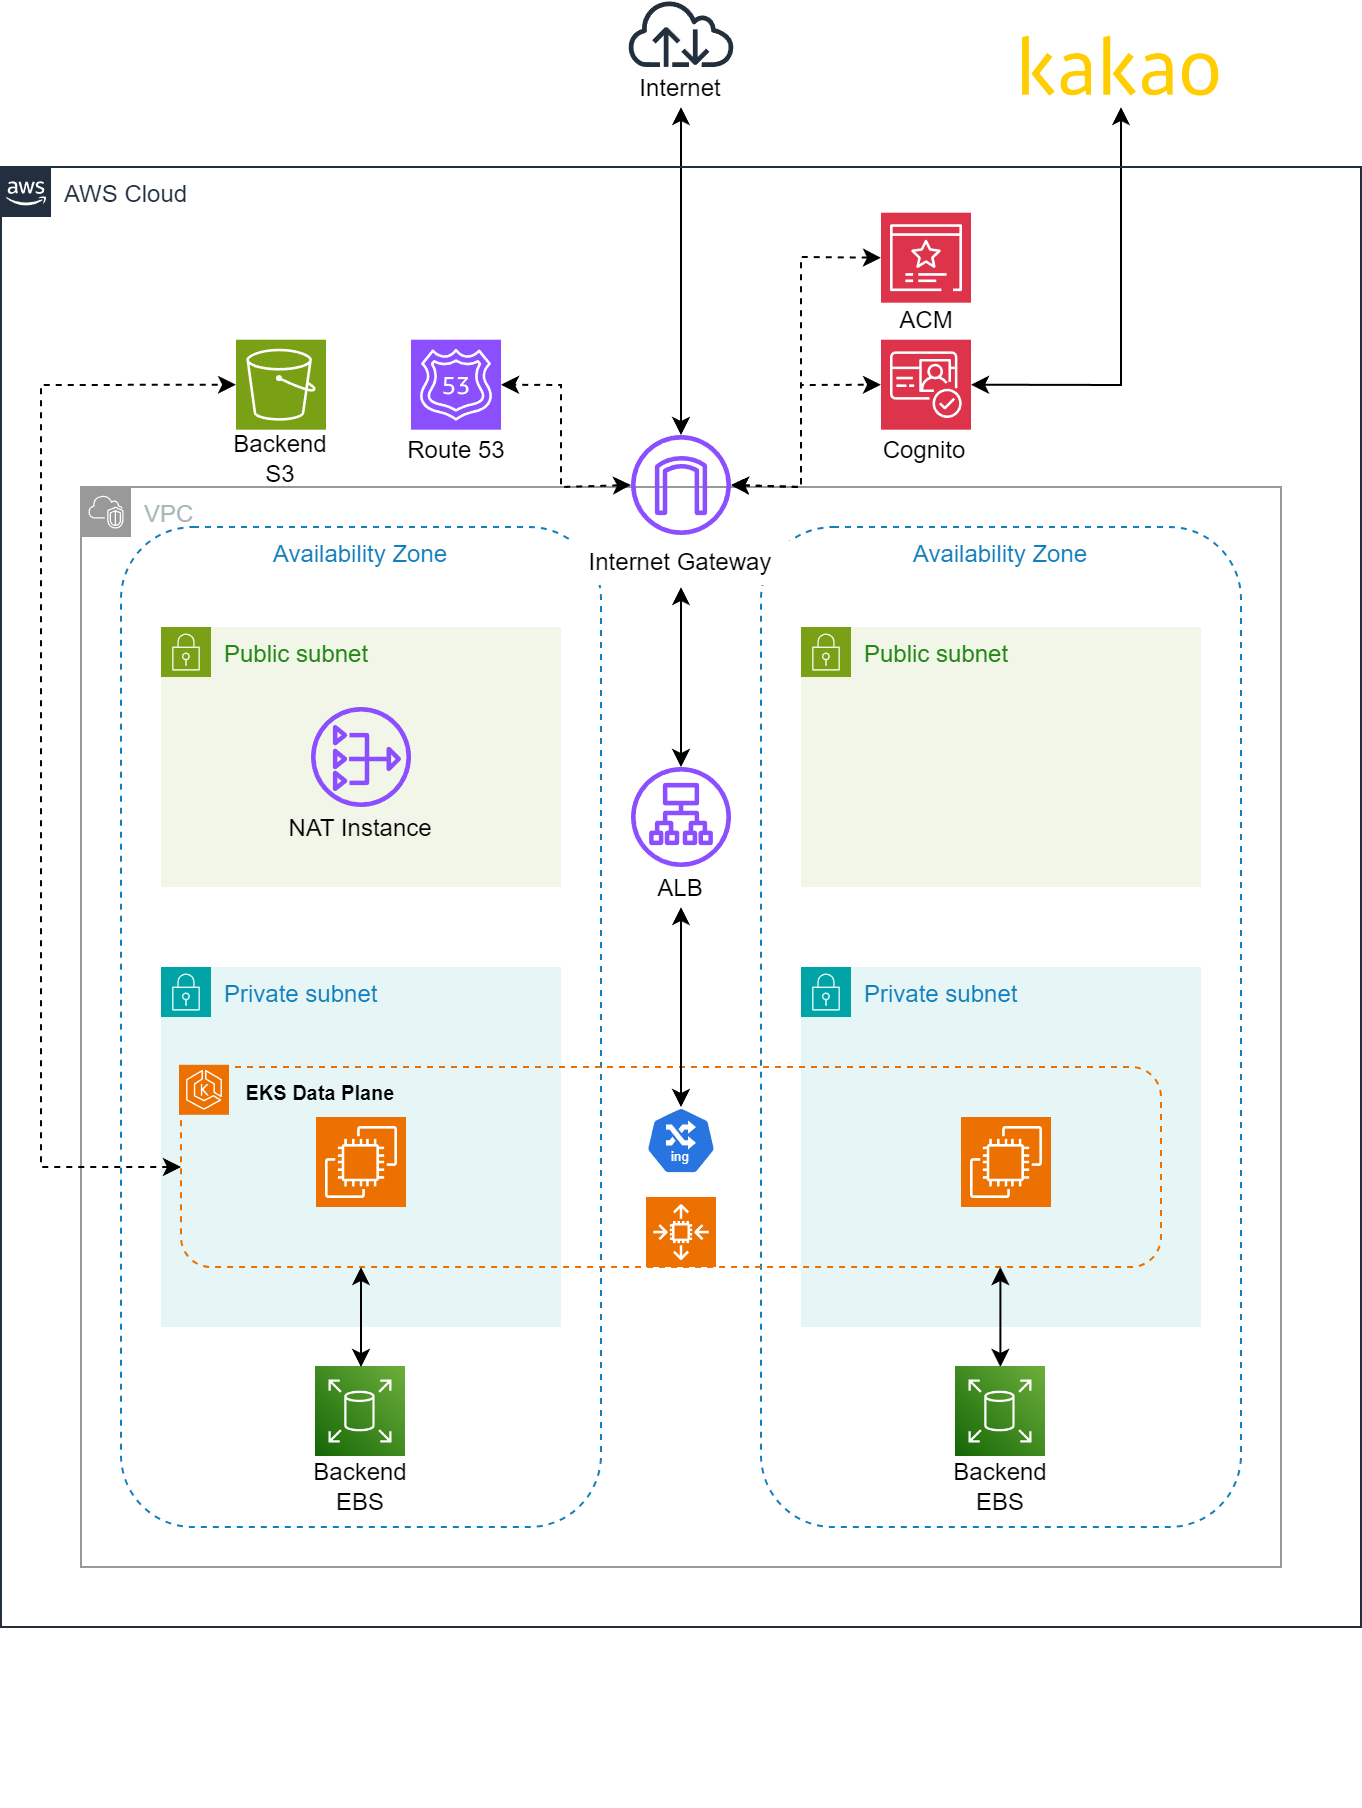 Internet
kakao
aws
AWS Cloud
ACM
53
Backend
S3
Route 53
Cognito
VPC
Availability Zone
Internet Gateway
Availability Zone
Public subnet
Public subnet
NAT Instance
ALB
Private subnet
Private subnet
K
EKS Data Plane
ing
Backend
EBS
Backend
EBS